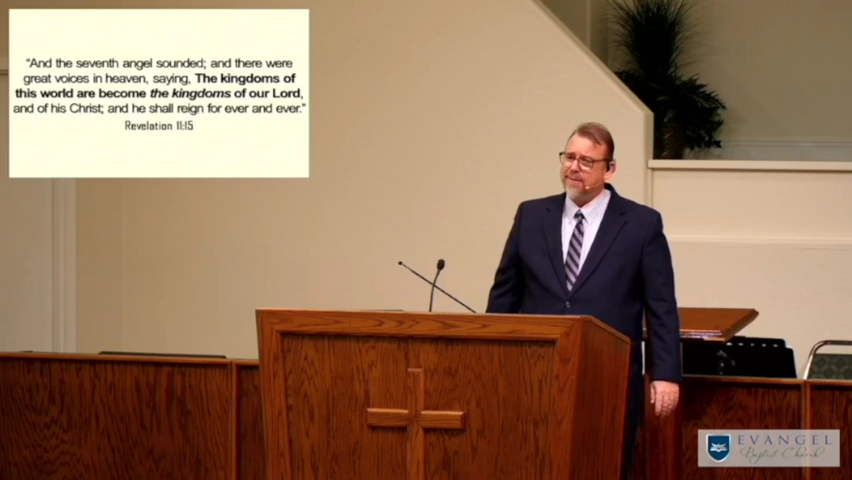 “And the seventh angel sounded; and there were
great voices in heaven, saying, The kingdoms of
this world are become the kingdoms of our Lord,
and of his Christ; and he shall reign for ever and ever.”
Revelation 11:15
EVANGEL
Baptist Church